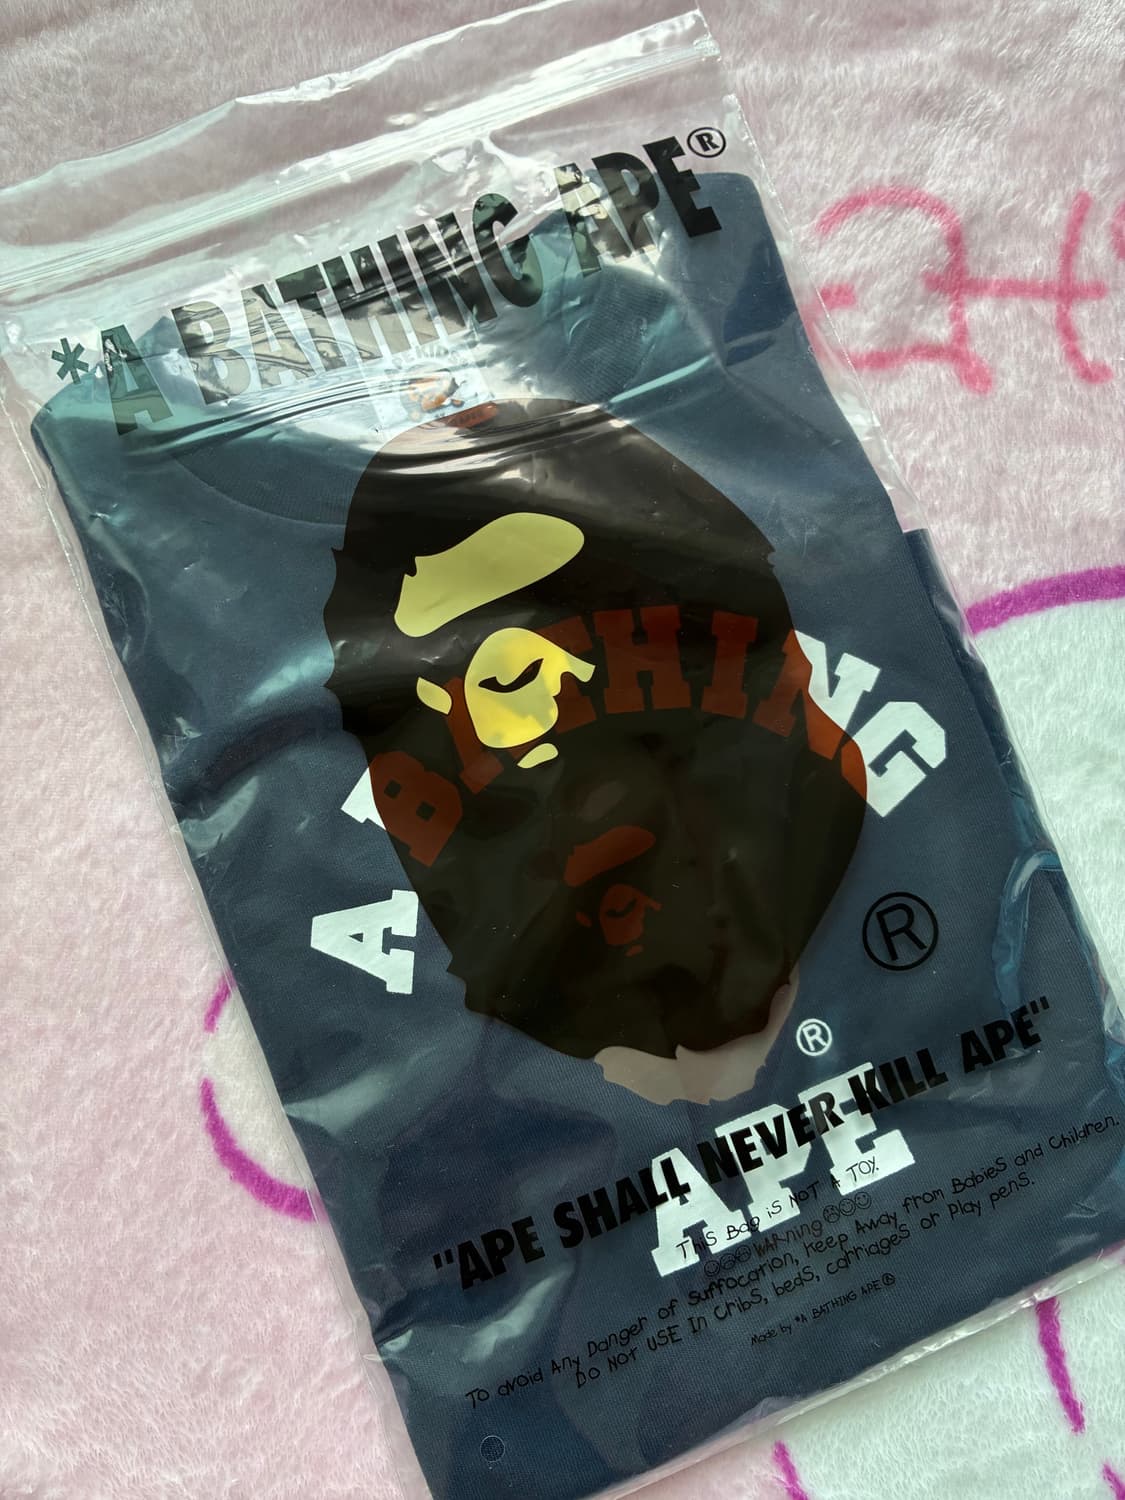 *A BATHING APE®
A BATHING
®
®
APE
"APE SHALL NEVER KILL APE"
THiS Bag iS NOT A TOY.
WARNing
To avoid Any Danger of Suffocation, Keep Away from BabieS and Children.
DO NOT USE In CribS, bedS, carriageS or Play penS.
Made by *A BATHING APE®